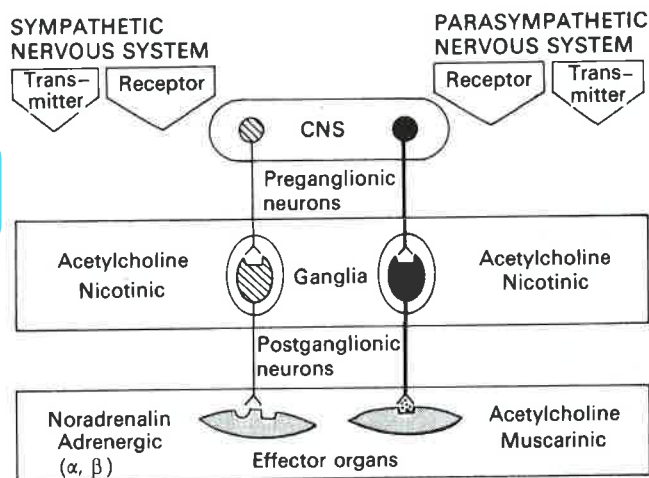 SYMPATHETIC
NERVOUS SYSTEM
Trans-
mitter
Receptor
PARASYMPATHETIC
NERVOUS SYSTEM
Receptor
Trans-
mitter
CNS
Preganglionic
neurons
Acetylcholine
Nicotinic
Ganglia
Acetylcholine
Nicotinic
Postganglionic
neurons
Noradrenalin
Adrenergic
(α, β)
Effector organs
Acetylcholine
Muscarinic